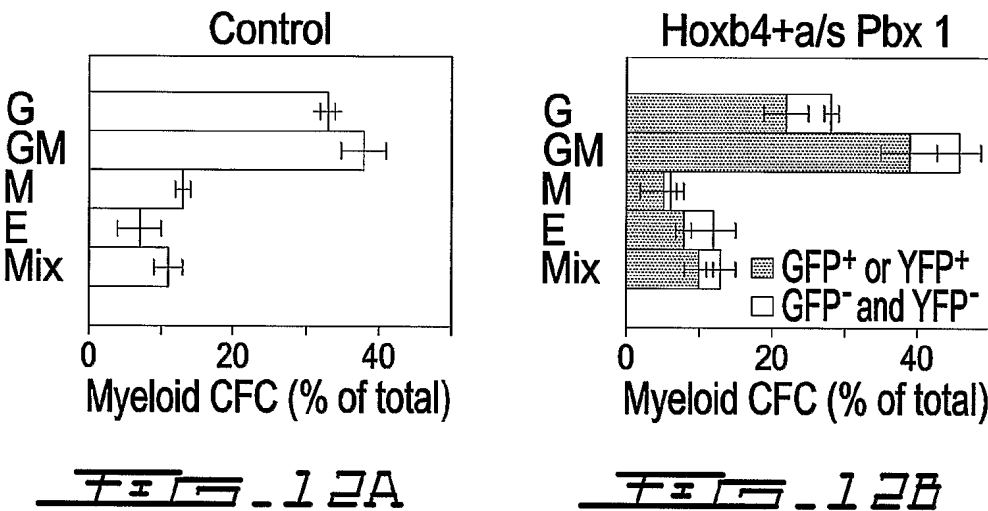 Control
G
GM
M
E
Mix
0 20 40
Myeloid CFC (% of total)
FIG_12A
Hoxb4+a/s Pbx 1
G
GM
M
E
Mix
GFP⁺ or YFP⁺
GFP⁻ and YFP⁻
0 20 40
Myeloid CFC (% of total)
FIG_12B